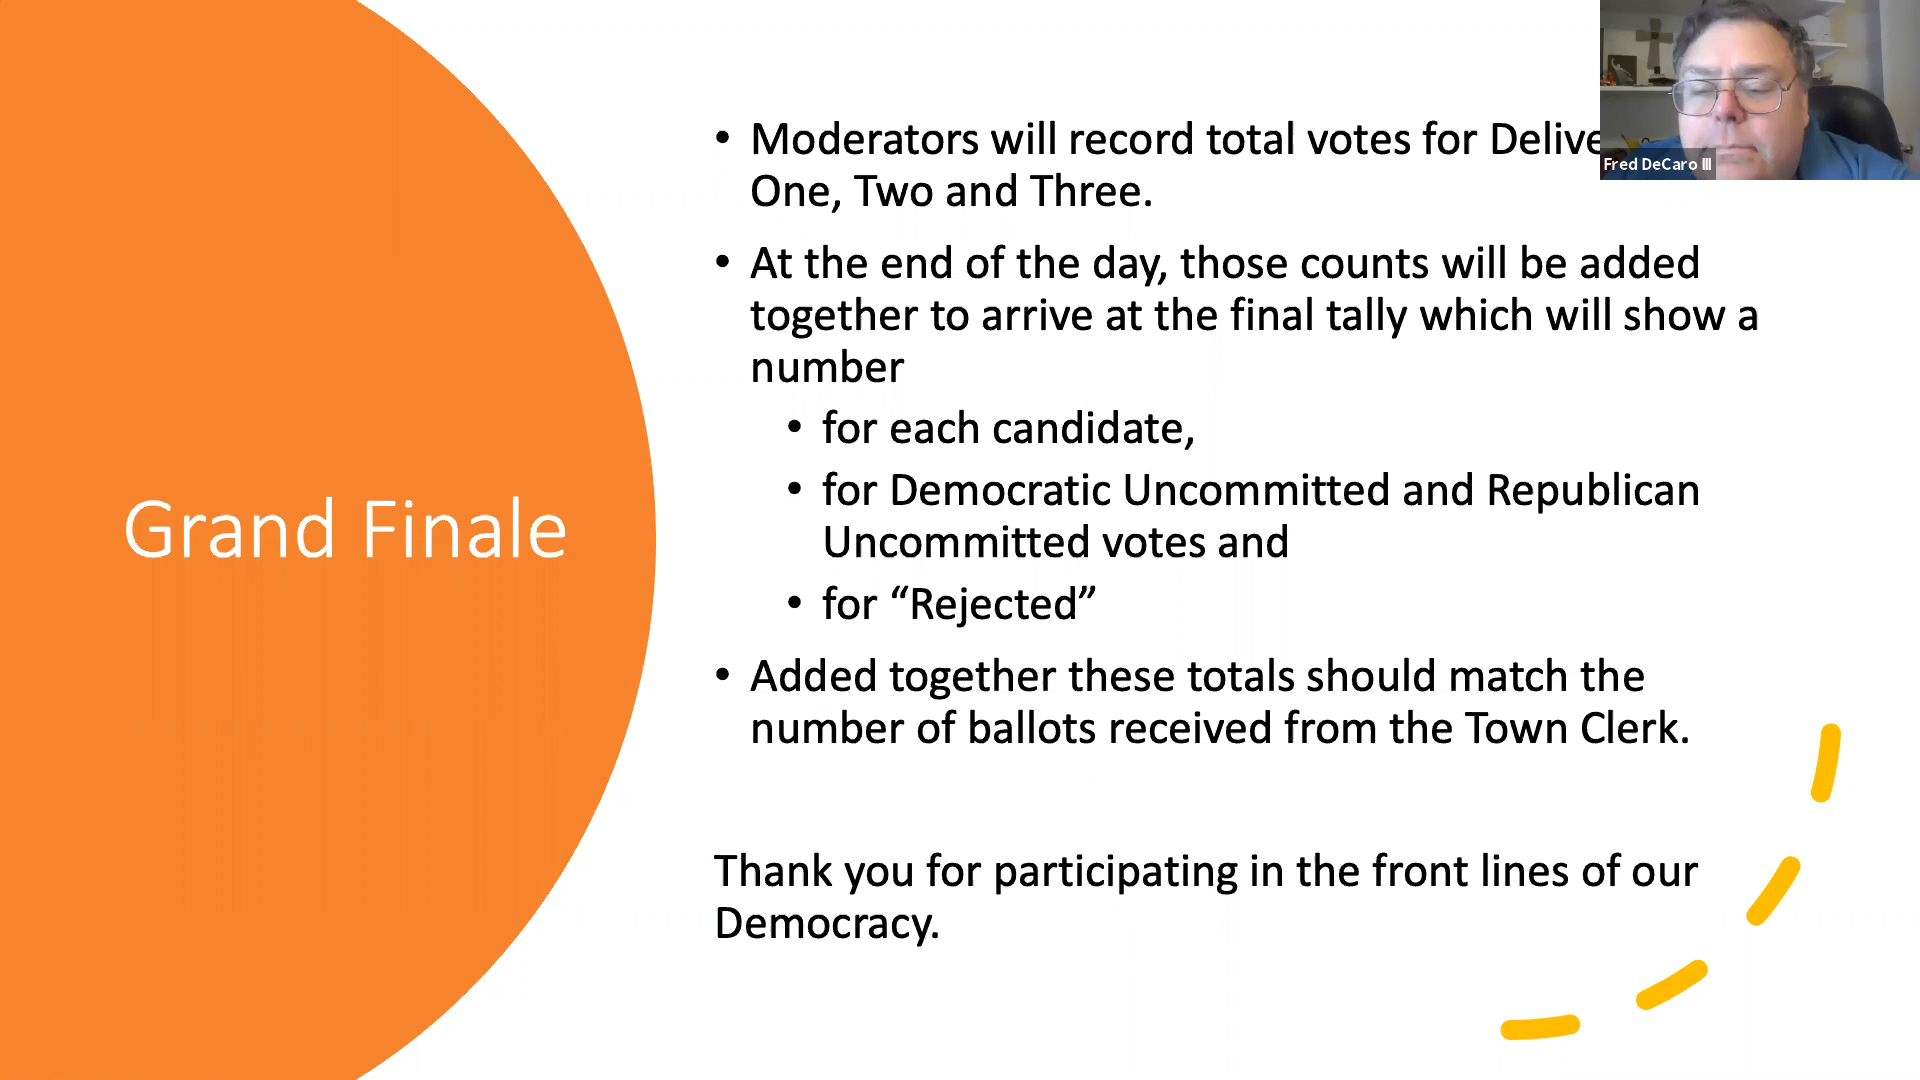 Grand Finale
• Moderators will record total votes for
One, Two and Three.
• At the end of the day, those counts will be added
together to arrive at the final tally which will show a
number
• for each candidate,
• for Democratic Uncommitted and Republican
Uncommitted votes and
• for “Rejected”
• Added together these totals should match the
number of ballots received from the Town Clerk.
Thank you for participating in the front lines of our
Democracy.
Fred DeCaro III